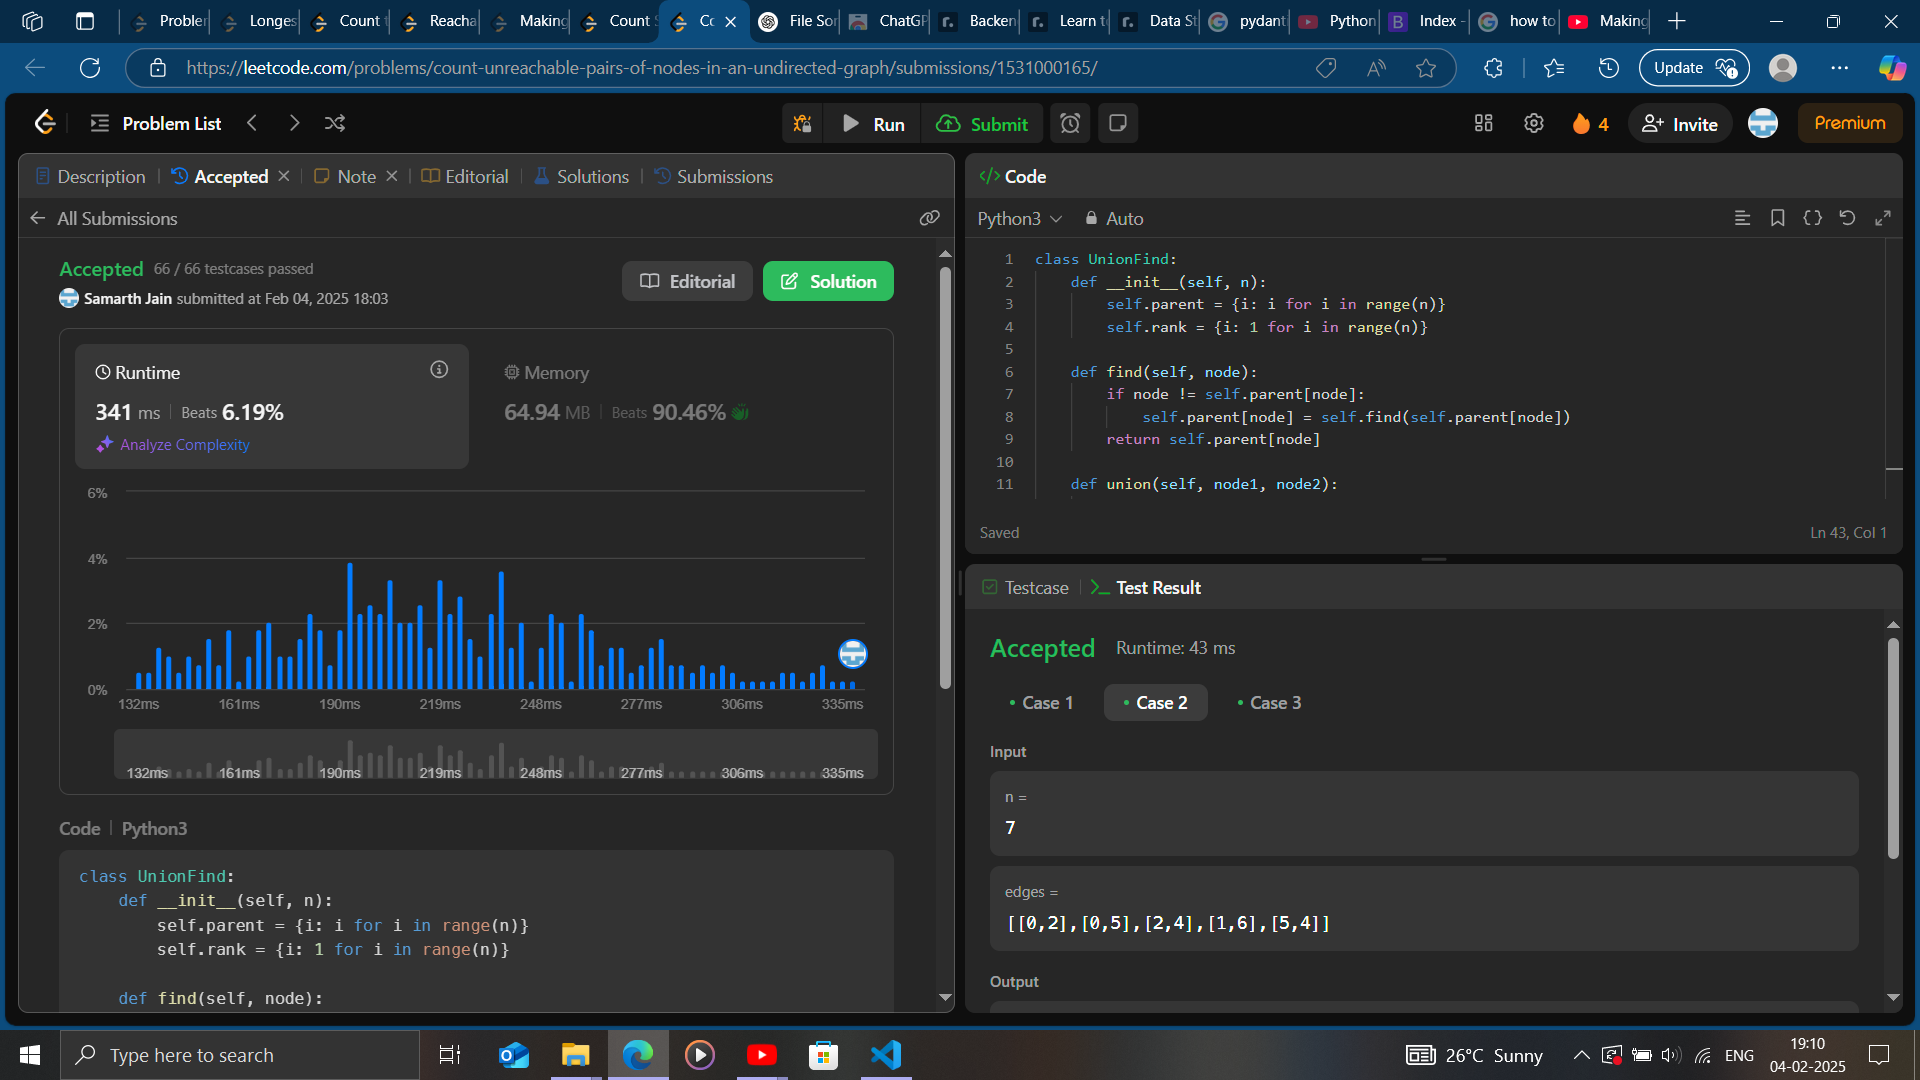 Problem
Longes
Count t
Reacha
Making
Count S
Co
File Sor
ChatGP
Backen
Learn t
Data St
pydant
Python
Index -
how to
Making
https://leetcode.com/problems/count-unreachable-pairs-of-nodes-in-an-undirected-graph/submissions/1531000165/
Update
Problem List
Run
Submit
4
Invite
Premium
Description
Accepted
Note
Editorial
Solutions
Submissions
All Submissions
Accepted 66 / 66 testcases passed
Samarth Jain submitted at Feb 04, 2025 18:03
Editorial
Solution
Runtime
341 ms | Beats 6.19%
Analyze Complexity
Memory
64.94 MB | Beats 90.46%
6%
4%
2%
0%
132ms 161ms 190ms 219ms 248ms 277ms 306ms 335ms
132ms 161ms 190ms 219ms 248ms 277ms 306ms 335ms
Code | Python3
class UnionFind:
def __init__(self, n):
self.parent = {i: i for i in range(n)}
self.rank = {i: 1 for i in range(n)}
def find(self, node):
</> Code
Python3
Auto
1 class UnionFind:
2 def __init__(self, n):
3 self.parent = {i: i for i in range(n)}
4 self.rank = {i: 1 for i in range(n)}
5
6 def find(self, node):
7 if node != self.parent[node]:
8 self.parent[node] = self.find(self.parent[node])
9 return self.parent[node]
10
11 def union(self, node1, node2):
Saved
Ln 43, Col 1
Testcase
Test Result
Accepted Runtime: 43 ms
• Case 1
• Case 2
• Case 3
Input
n =
7
edges =
[[0,2],[0,5],[2,4],[1,6],[5,4]]
Output
Type here to search
26°C Sunny
ENG
19:10
04-02-2025